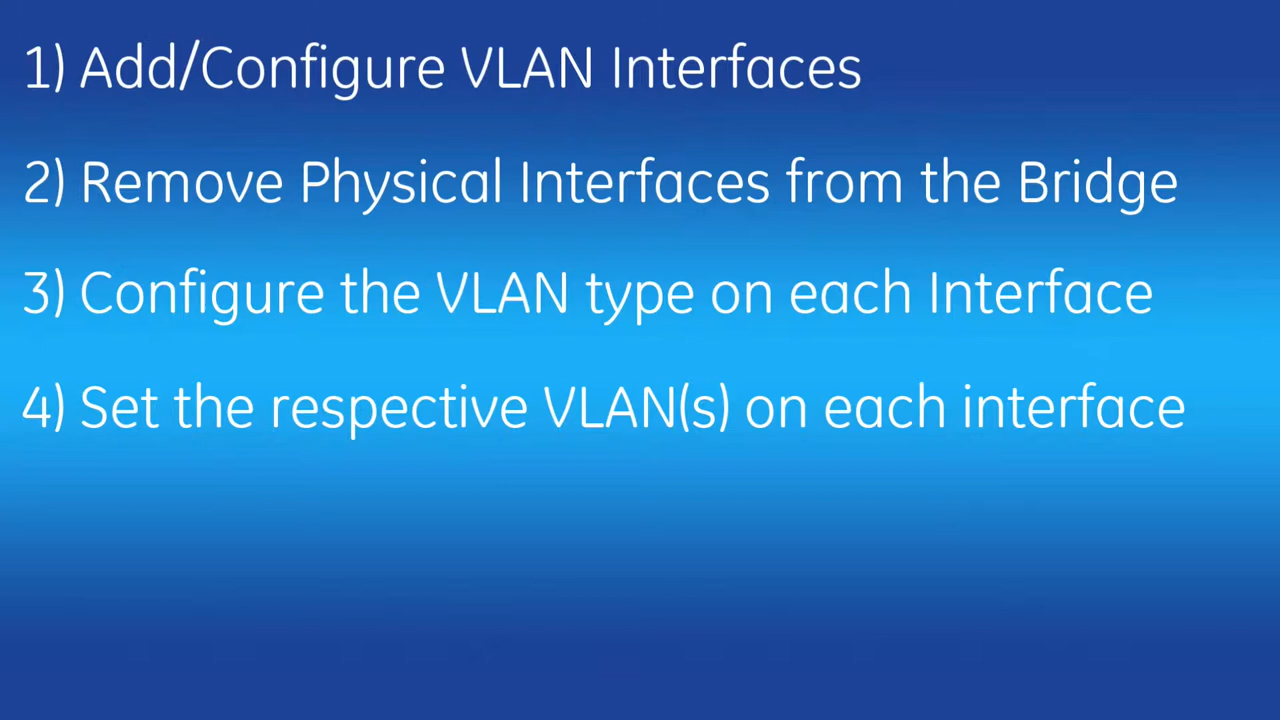 1) Add/Configure VLAN Interfaces
2) Remove Physical Interfaces from the Bridge
3) Configure the VLAN type on each Interface
4) Set the respective VLAN(s) on each interface